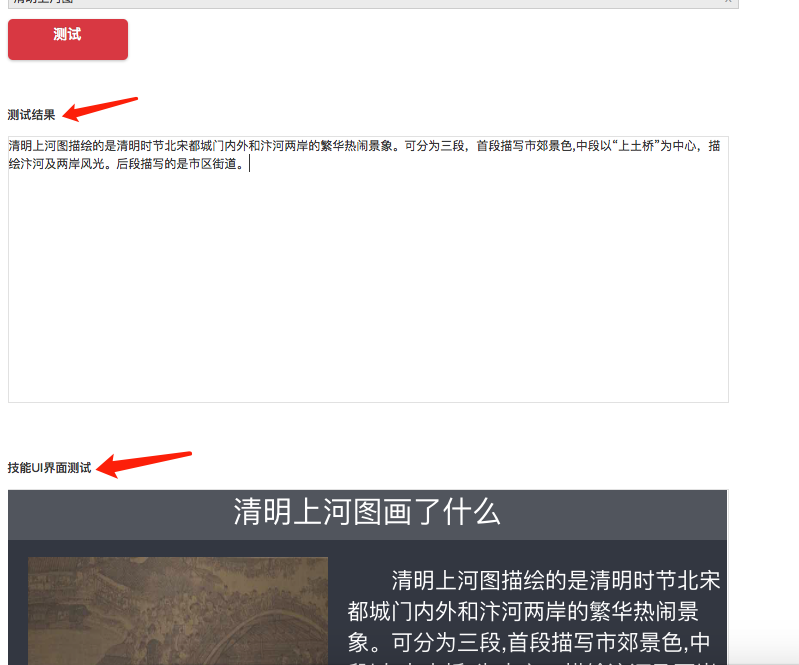 清明上河图
测试
测试结果
清明上河图描绘的是清明时节北宋都城门内外和汴河两岸的繁华热闹景象。可分为三段，首段描写市郊景色,中段以“上土桥”为中心，描
绘汴河及两岸风光。后段描写的是市区街道。
技能UI界面测试
清明上河图画了什么
清明上河图描绘的是清明时节北宋
都城门内外和汴河两岸的繁华热闹景
象。可分为三段,首段描写市郊景色,中